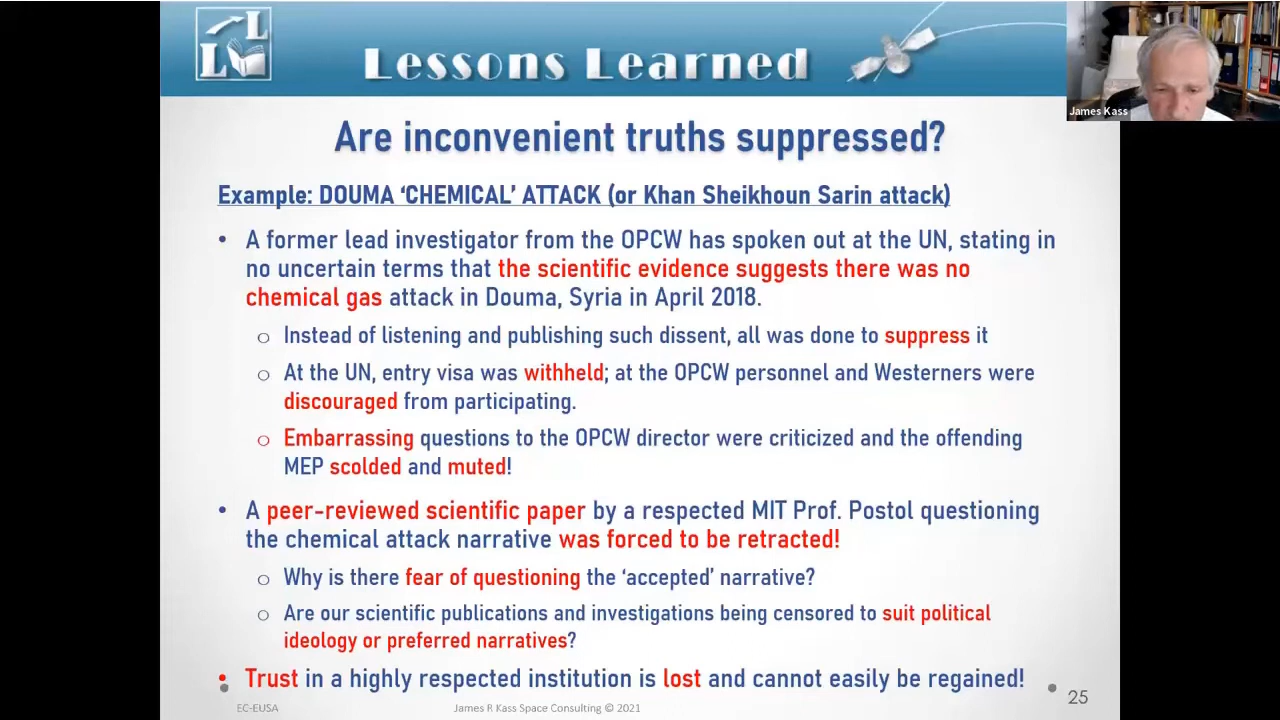 L
L
Lessons Learned
James Kass
Are inconvenient truths suppressed?
Example: DOUMA ‘CHEMICAL’ ATTACK (or Khan Sheikhoun Sarin attack)
• A former lead investigator from the OPCW has spoken out at the UN, stating in
no uncertain terms that the scientific evidence suggests there was no
chemical gas attack in Douma, Syria in April 2018.
o Instead of listening and publishing such dissent, all was done to suppress it
o At the UN, entry visa was withheld; at the OPCW personnel and Westerners were
discouraged from participating.
o Embarrassing questions to the OPCW director were criticized and the offending
MEP scolded and muted!
• A peer-reviewed scientific paper by a respected MIT Prof. Postol questioning
the chemical attack narrative was forced to be retracted!
o Why is there fear of questioning the ‘accepted’ narrative?
o Are our scientific publications and investigations being censored to suit political
ideology or preferred narratives?
• Trust in a highly respected institution is lost and cannot easily be regained!
EC-EUSA
James R Kass Space Consulting © 2021
25